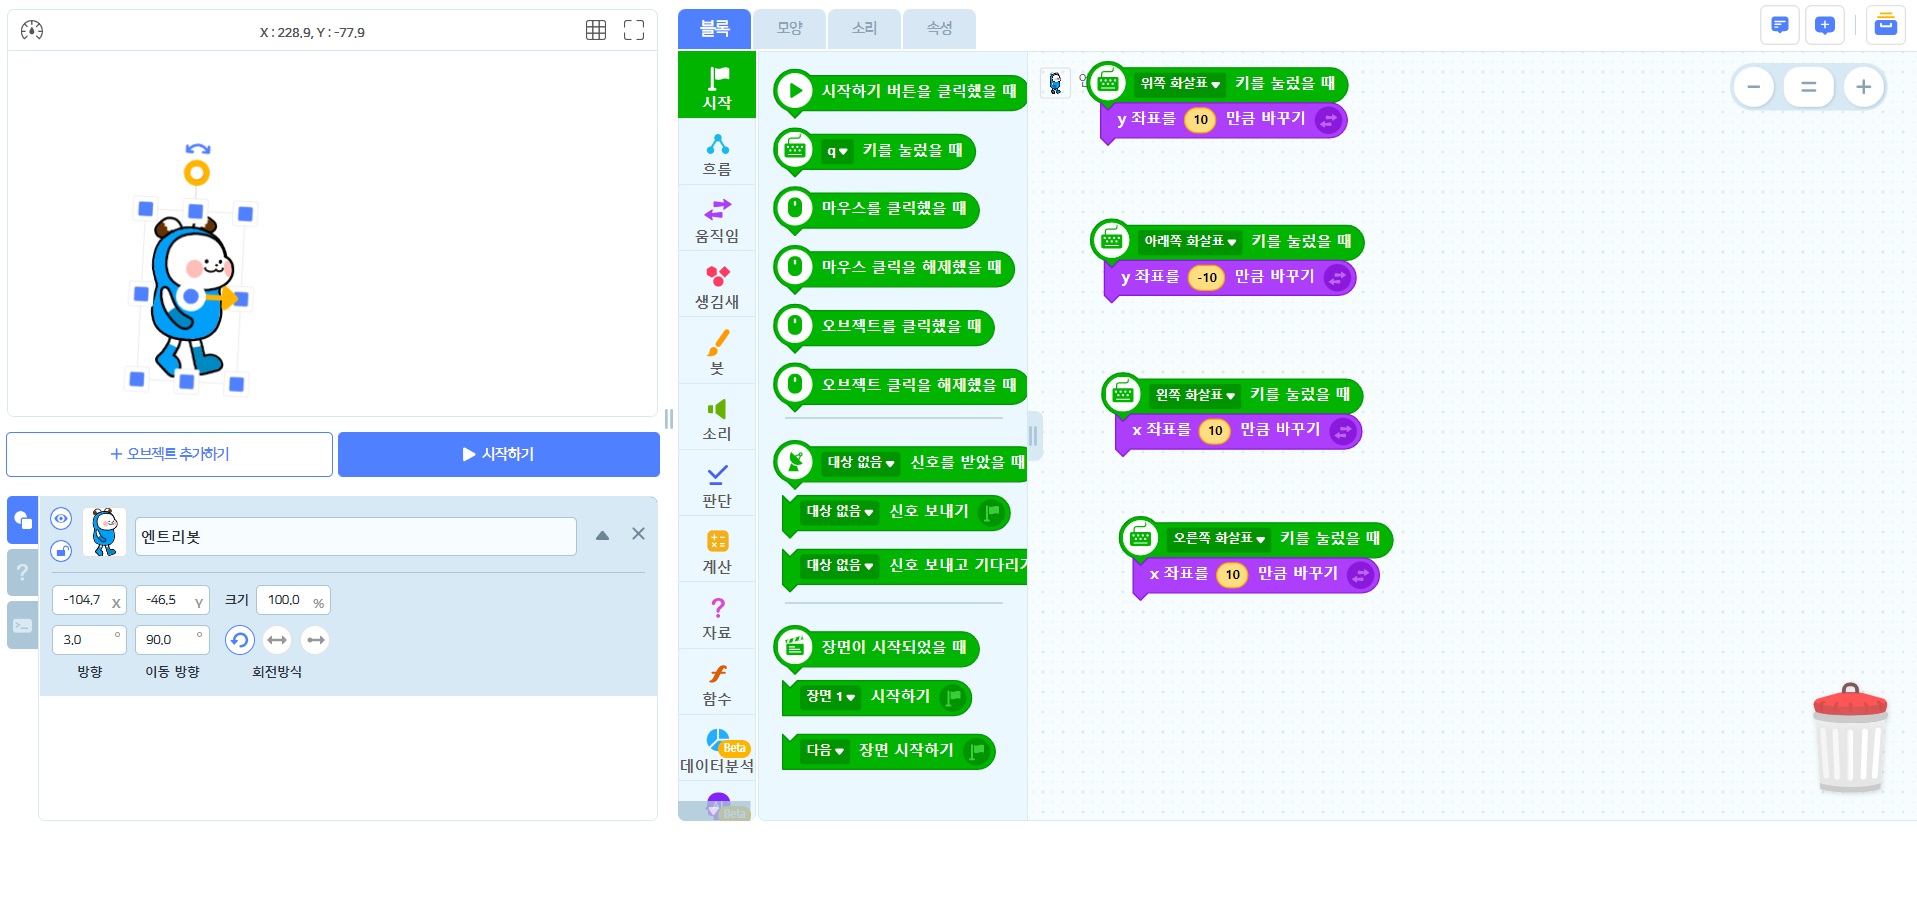 X : 228.9, Y : -77.9
+ 오브젝트 추가하기
시작하기
엔트리봇
-104.7 X
-46.5 Y
크기
100.0 %
3.0 °
90.0 °
방향
이동 방향
회전방식
블록
모양
소리
속성
시작
흐름
움직임
생김새
붓
소리
판단
계산
자료
함수
Beta
데이터분석
Beta
시작하기 버튼을 클릭했을 때
q 키를 눌렀을 때
마우스를 클릭했을 때
마우스 클릭을 해제했을 때
오브젝트를 클릭했을 때
오브젝트 클릭을 해제했을 때
대상 없음 신호를 받았을 때
대상 없음 신호 보내기
대상 없음 신호 보내고 기다리기
장면이 시작되었을 때
장면 1 시작하기
다음 장면 시작하기
위쪽 화살표 키를 눌렀을 때
y 좌표를 10 만큼 바꾸기
아래쪽 화살표 키를 눌렀을 때
y 좌표를 -10 만큼 바꾸기
왼쪽 화살표 키를 눌렀을 때
x 좌표를 10 만큼 바꾸기
오른쪽 화살표 키를 눌렀을 때
x 좌표를 10 만큼 바꾸기